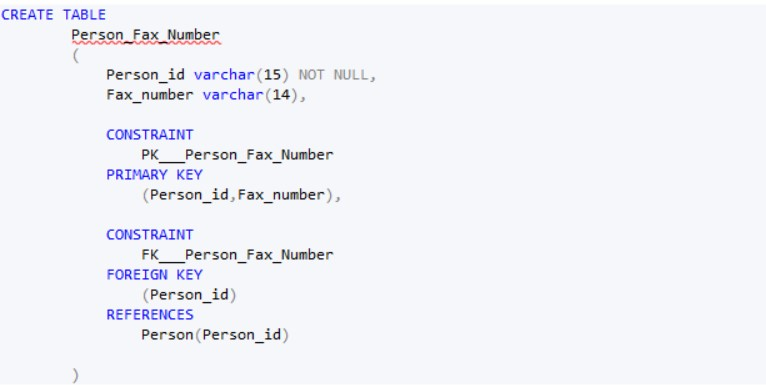 CREATE TABLE
Person_Fax_Number
(
Person_id varchar(15) NOT NULL,
Fax_number varchar(14),
CONSTRAINT
PK___Person_Fax_Number
PRIMARY KEY
(Person_id,Fax_number),
CONSTRAINT
FK___Person_Fax_Number
FOREIGN KEY
(Person_id)
REFERENCES
Person(Person_id)
)